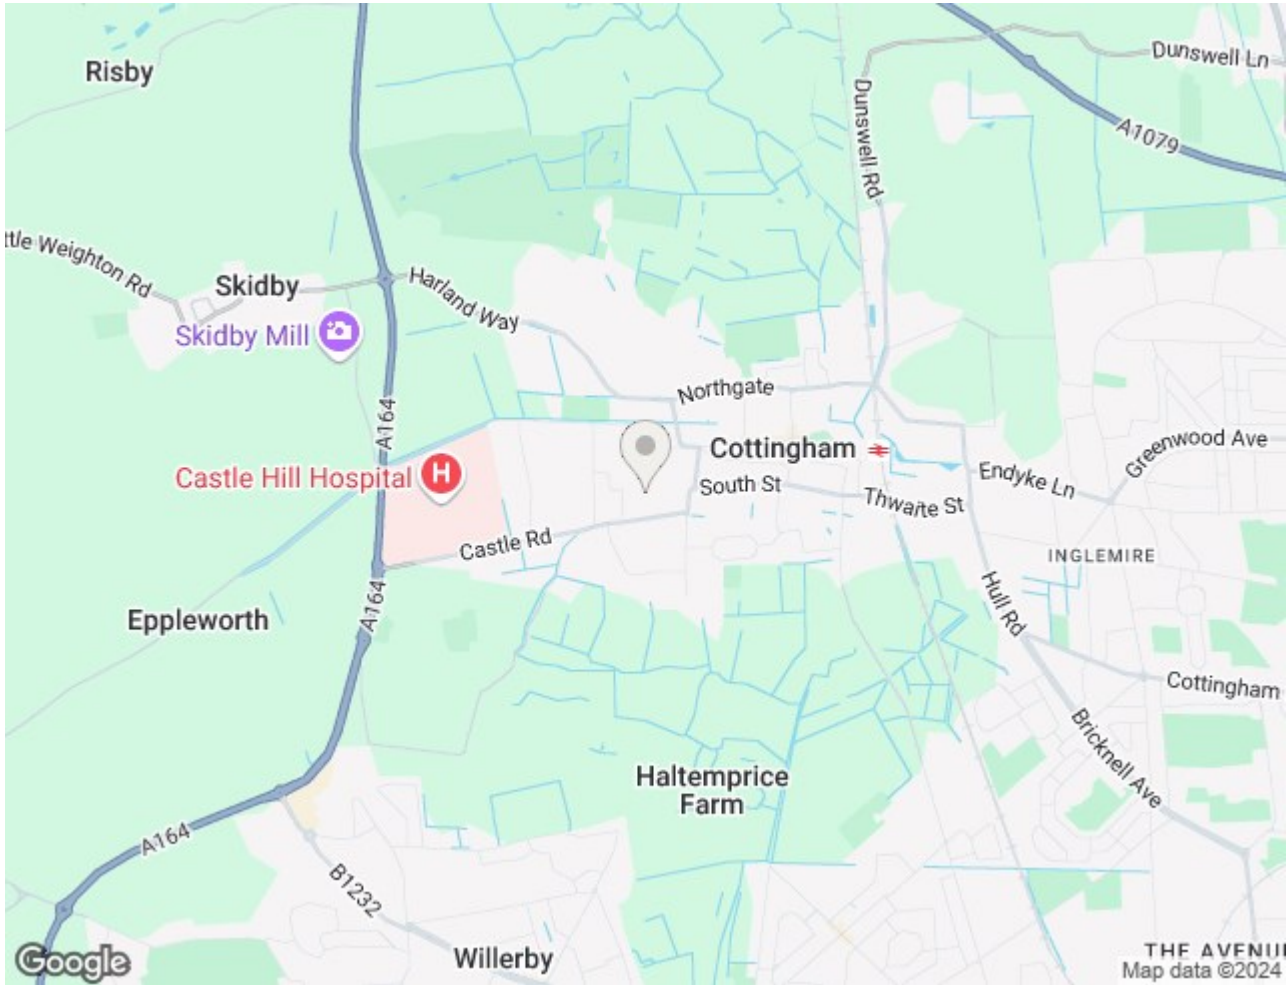 Dunswell Ln
Risby
A1079
Dunswell Rd
ttle Weighton Rd
Skidby
Harland Way
Skidby Mill
Northgate
A164
Cottingham
Greenwood Ave
Castle Hill Hospital
H
South St
Endyke Ln
Thwaite St
Castle Rd
INGLEMIRE
A164
Hull Rd
Eppleworth
Cottingham
Bricknell Ave
Haltemprice
Farm
A164
B1232
Willerby
THE AVENU
Google
Map data ©2024